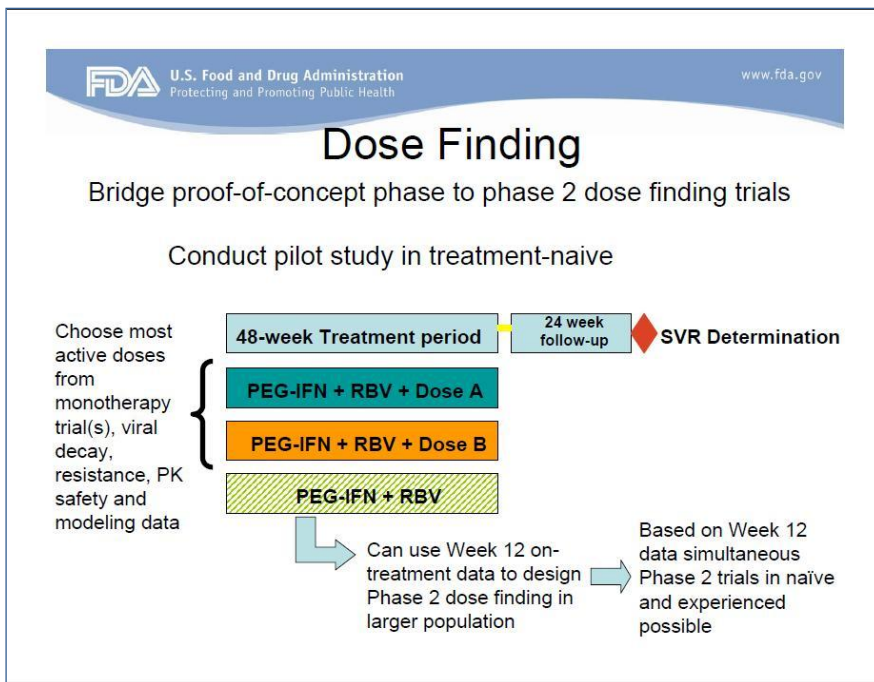 FDA
U.S. Food and Drug Administration
Protecting and Promoting Public Health
www.fda.gov
Dose Finding
Bridge proof-of-concept phase to phase 2 dose finding trials
Conduct pilot study in treatment-naive
Choose most
active doses
from
monotherapy
trial(s), viral
decay,
resistance, PK
safety and
modeling data
48-week Treatment period
24 week
follow-up
SVR Determination
PEG-IFN + RBV + Dose A
PEG-IFN + RBV + Dose B
PEG-IFN + RBV
Can use Week 12 on-
treatment data to design
Phase 2 dose finding in
larger population
Based on Week 12
data simultaneous
Phase 2 trials in naïve
and experienced
possible